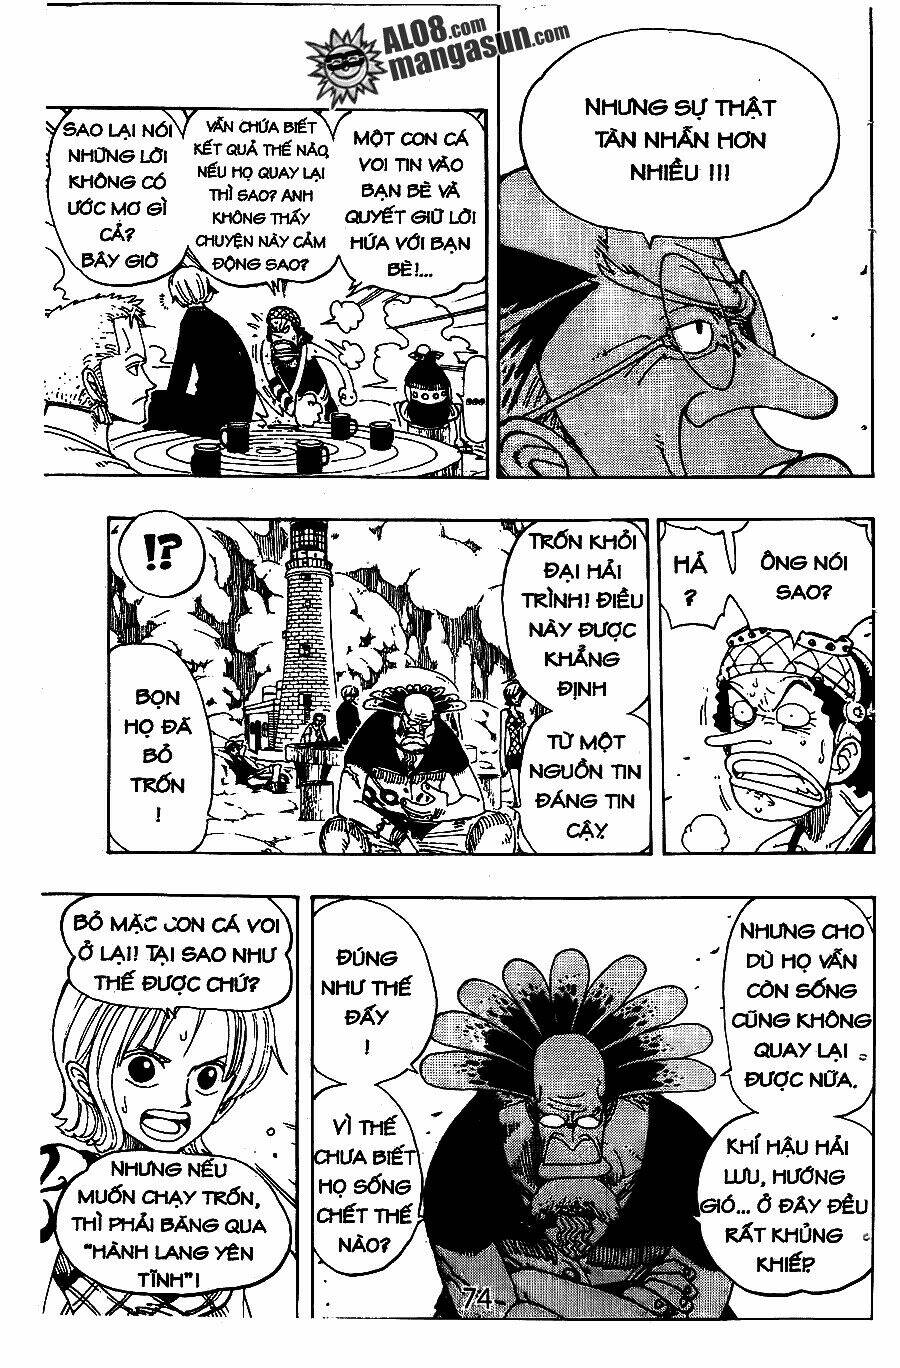 AL08.com
mangasun.com
SAO LẠI NÓI
NHỮNG LỜI
KHÔNG CÓ
ƯỚC MƠ GÌ
CẢ?
BÂY GIỜ
VẪN CHƯA BIẾT
KẾT QUẢ THẾ NÀO,
NẾU HỌ QUAY LẠI
THÌ SAO? ANH
KHÔNG THẤY
CHUYỆN NÀY CẢM
ĐỘNG SAO?
MỘT CON CÁ
VOI TIN VÀO
BẠN BÈ VÀ
QUYẾT GIỮ LỜI
HỨA VỚI BẠN
BÈ!...
NHƯNG SỰ THẬT
TÀN NHẪN HƠN
NHIỀU !!!
!?
BỌN
HỌ ĐÃ
BỎ
TRỐN
!
TRỐN KHỎI
ĐẠI HẢI
TRÌNH! ĐIỀU
NÀY ĐƯỢC
KHẲNG
ĐỊNH
TỪ MỘT
NGUỒN TIN
ĐÁNG TIN
CẬY.
HẢ
?
ÔNG NÓI
SAO?
BỎ MẶC CON CÁ VOI
Ở LẠI! TẠI SAO NHƯ
THẾ ĐƯỢC CHỨ?
NHƯNG NẾU
MUỐN CHẠY TRỐN,
THÌ PHẢI BĂNG QUA
"HÀNH LANG YÊN
TĨNH"!
ĐÚNG
NHƯ THẾ
ĐẤY
!
VÌ THẾ
CHƯA BIẾT
HỌ SỐNG
CHẾT THẾ
NÀO?
NHƯNG CHO
DÙ HỌ VẪN
CÒN SỐNG
CŨNG KHÔNG
QUAY LẠI
ĐƯỢC NỮA.
KHÍ HẬU HẢI
LƯU, HƯỚNG
GIÓ... Ở ĐÂY ĐỀU
RẤT KHỦNG
KHIẾP.
74